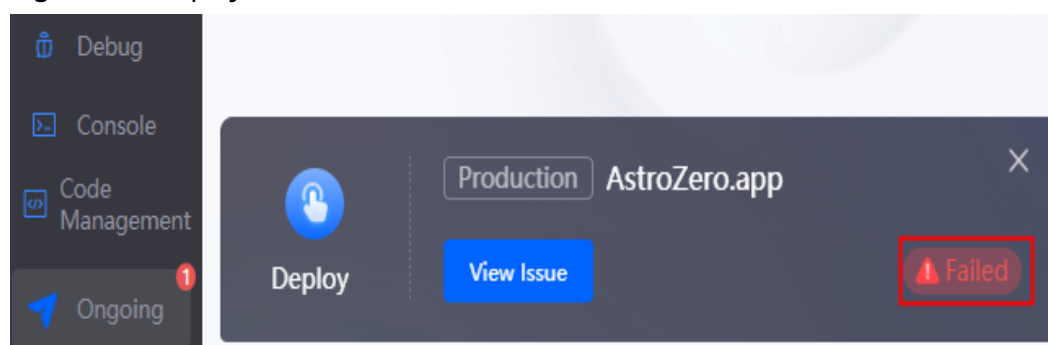 Debug
Console
Code
Management
1
Ongoing
Deploy
Production AstroZero.app
View Issue
Failed